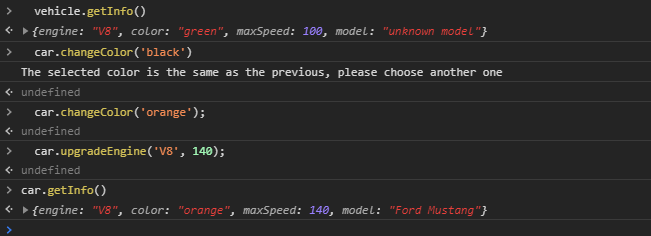 > vehicle.getInfo()
<· ▶{engine: "V8", color: "green", maxSpeed: 100, model: "unknown model"}
> car.changeColor('black')
The selected color is the same as the previous, please choose another one
<· undefined
> car.changeColor('orange');
<· undefined
> car.upgradeEngine('V8', 140);
<· undefined
> car.getInfo()
<· ▶{engine: "V8", color: "orange", maxSpeed: 140, model: "Ford Mustang"}
>